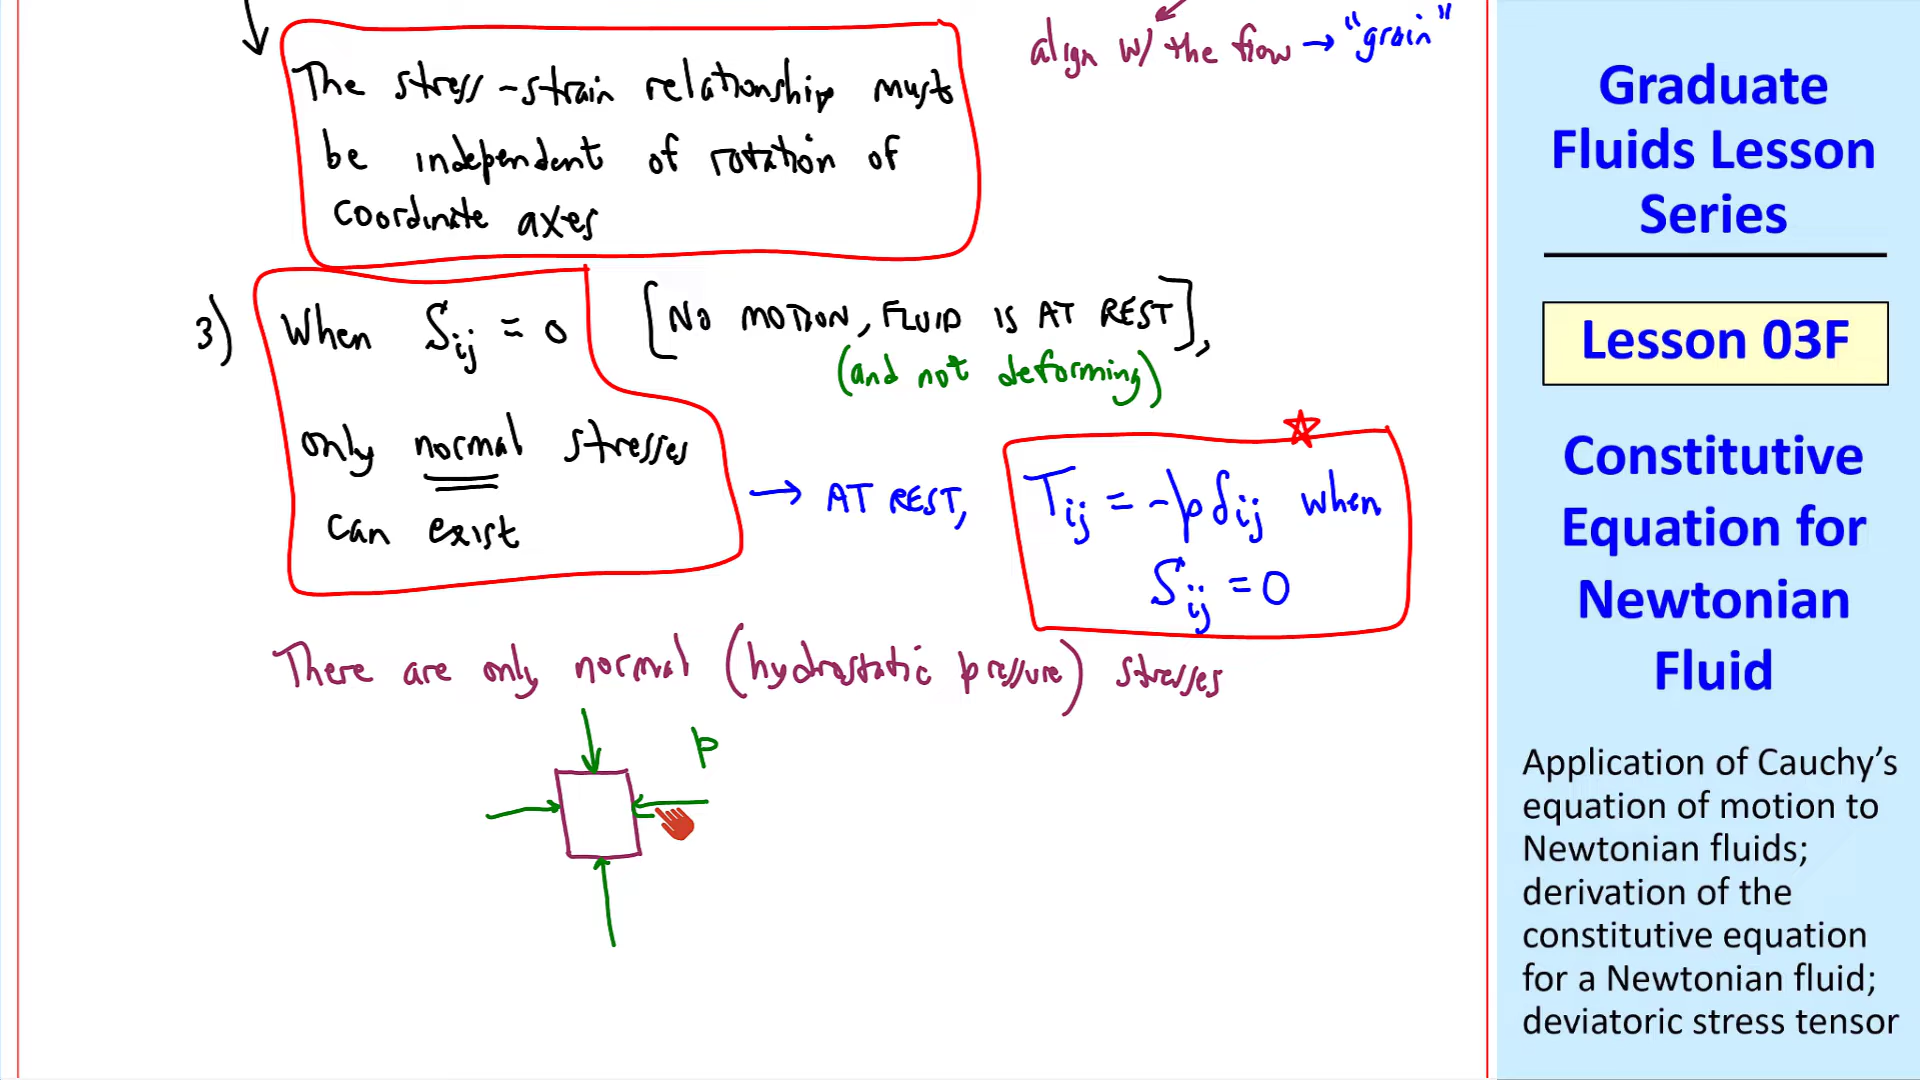 align w/ the flow → "grain"
The stress-strain relationship must
be independent of rotation of
coordinate axes
3) When Sij = 0 [NO MOTION, FLUID IS AT REST],
(and not deforming)
only normal stresses
can exist
→ AT REST, Tij = -pδij when
Sij = 0
There are only normal (hydrostatic pressure) stresses
p
Graduate
Fluids Lesson
Series
Lesson 03F
Constitutive
Equation for
Newtonian
Fluid
Application of Cauchy's
equation of motion to
Newtonian fluids;
derivation of the
constitutive equation
for a Newtonian fluid;
deviatoric stress tensor